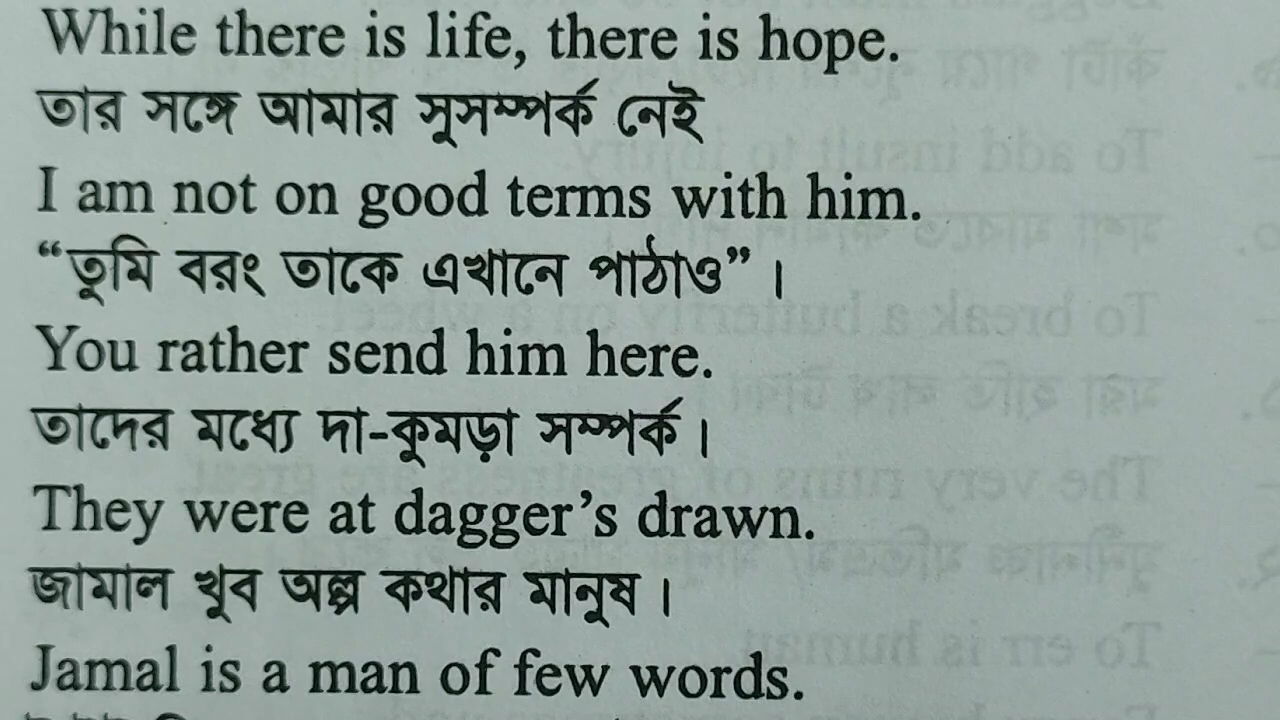 While there is life, there is hope.
তার সঙ্গে আমার সুসম্পর্ক নেই
I am not on good terms with him.
“তুমি বরং তাকে এখানে পাঠাও”।
You rather send him here.
তাদের মধ্যে দা-কুমড়া সম্পর্ক।
They were at dagger’s drawn.
জামাল খুব অল্প কথার মানুষ।
Jamal is a man of few words.